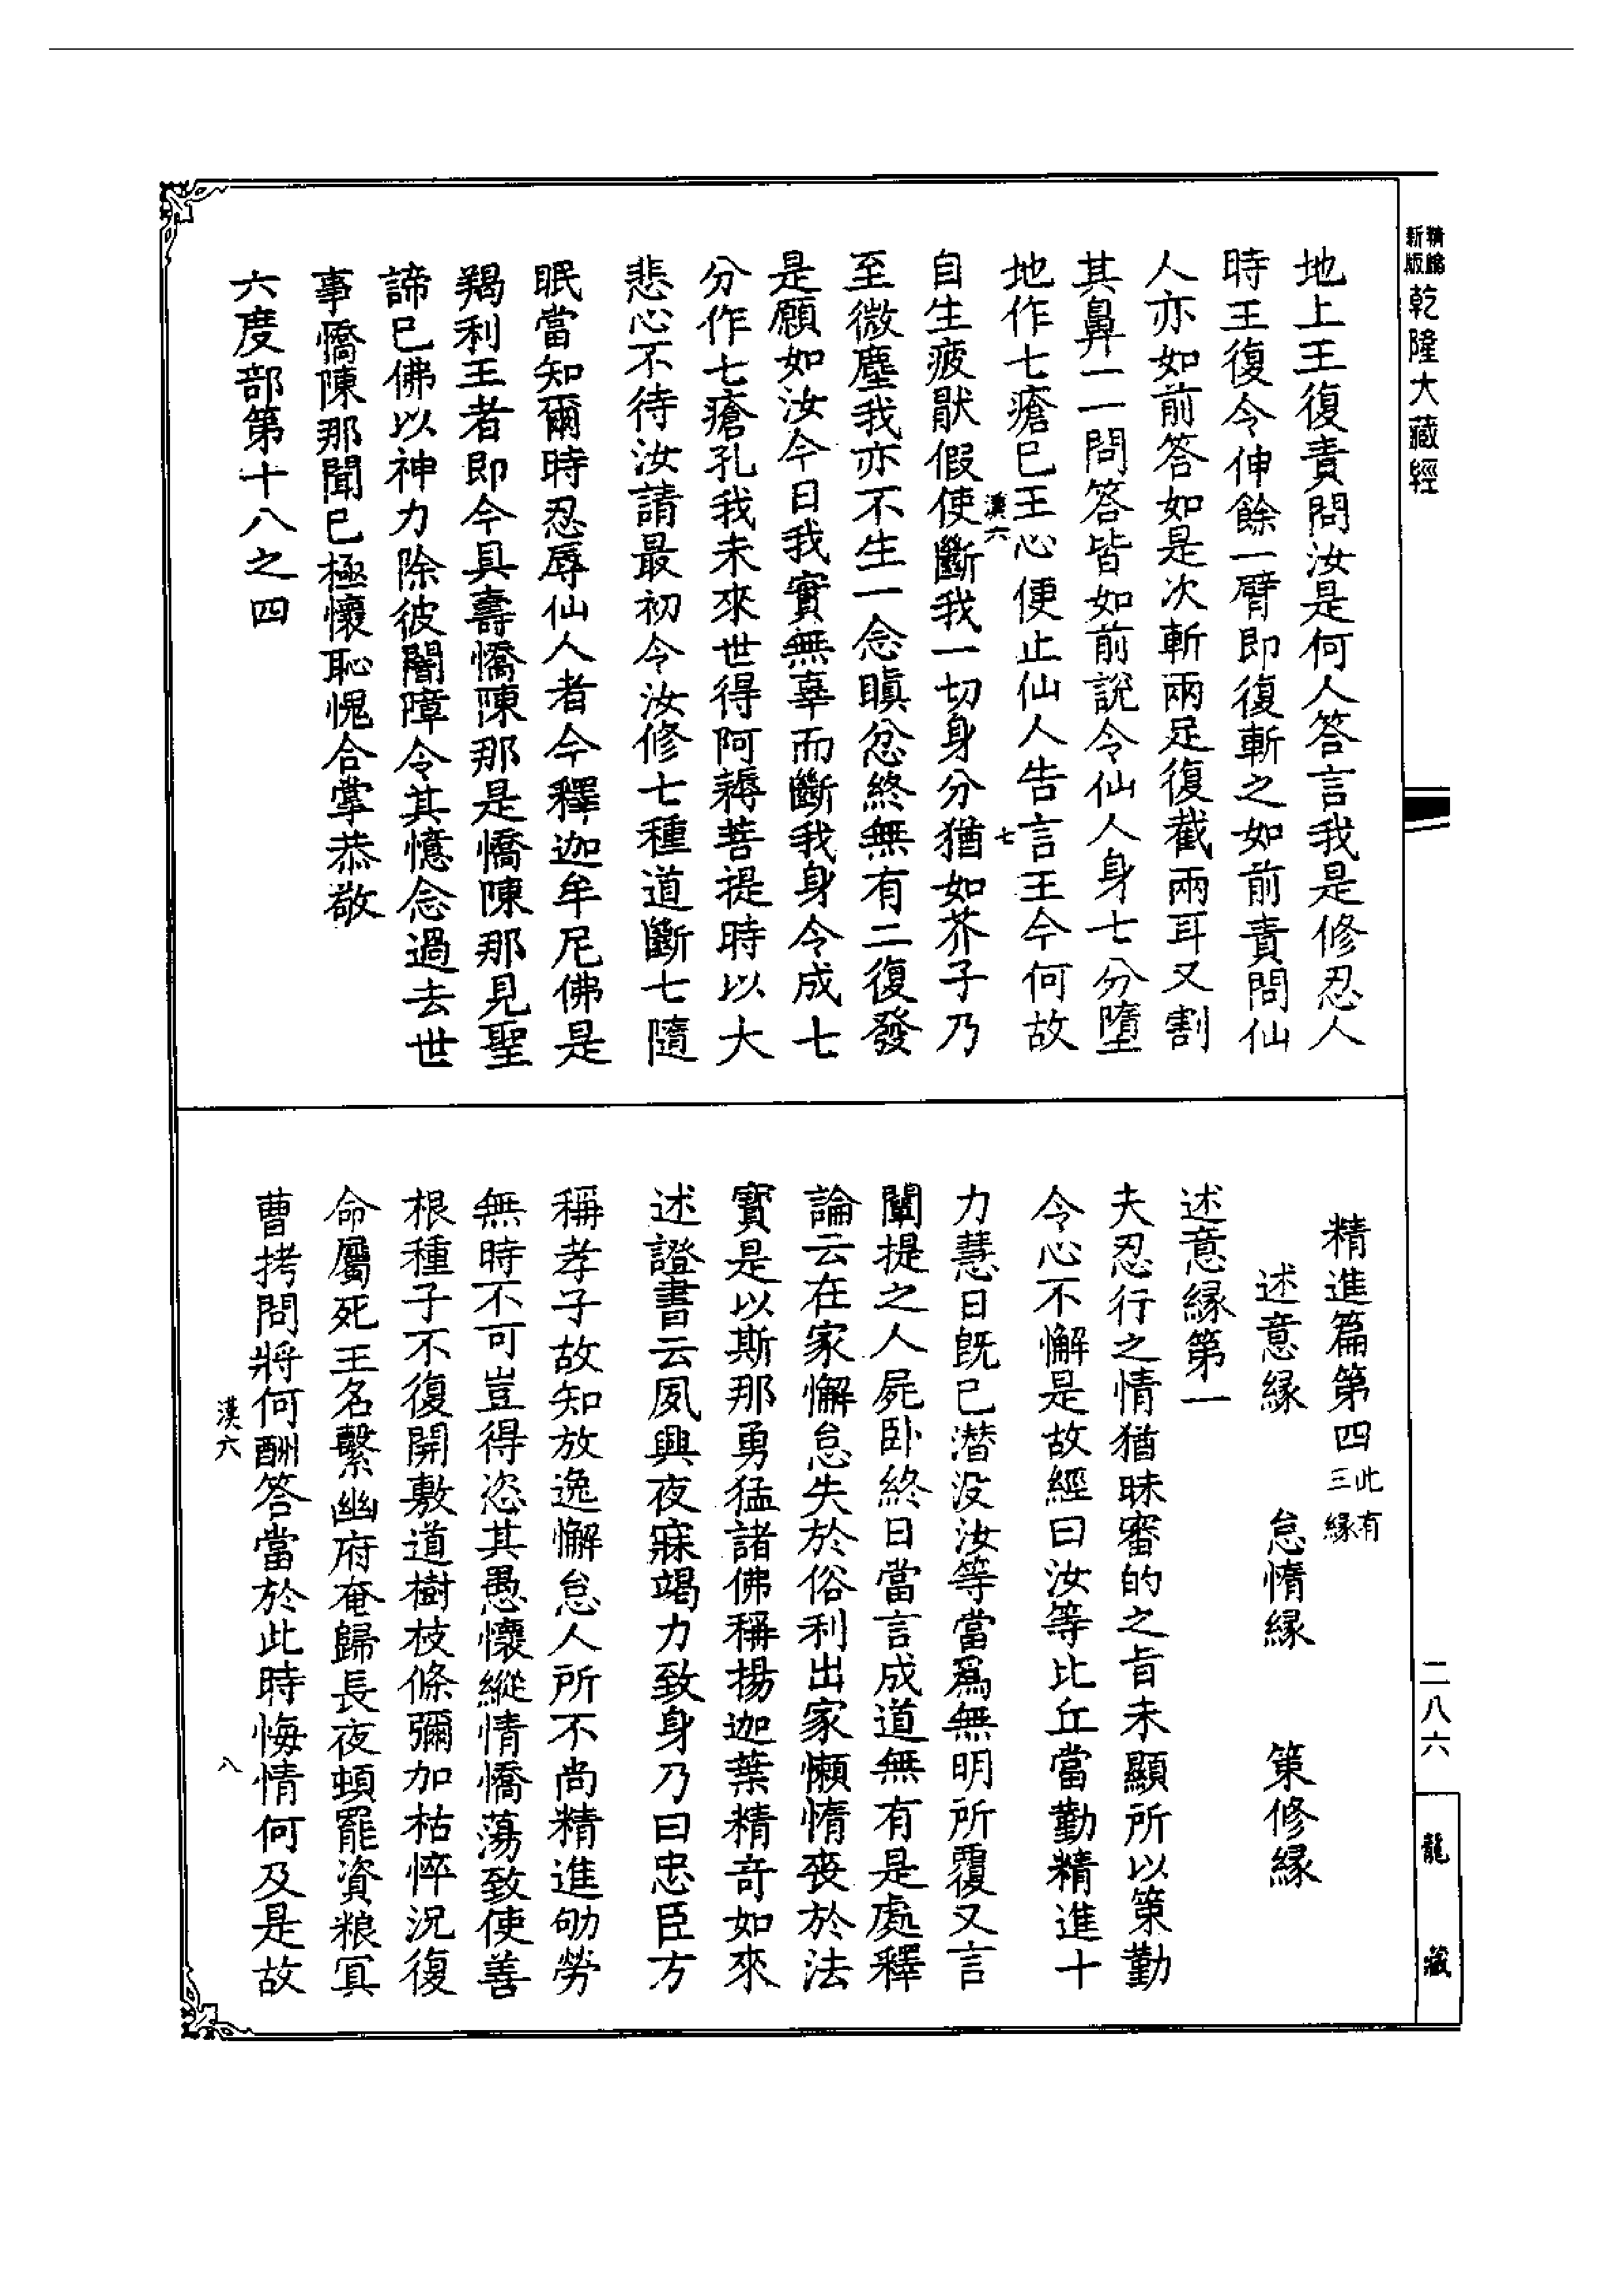 精編
新版
乾隆大藏經
地上王復責問汝是何人答言我是修忍人
時王復令伸餘一臂即復斬之如前責問仙
人亦如前答如是次斬兩足復截兩耳又割
其鼻一一問答皆如前說令仙人身七分墮
地作七瘡已王心便止仙人告言王今何故
漢六
七
自生疲厭假使斷我一切身分猶如芥子乃
至微塵我亦不生一念瞋忿終無有二復發
是願如汝今日我實無辜而斷我身令成七
分作七瘡孔我未來世得阿耨菩提時以大
悲心不待汝請最初令汝修七種道斷七隨
眠當知爾時忍辱仙人者今釋迦牟尼佛是
羯利王者即今具壽憍陳那是憍陳那見聖
諦已佛以神力除彼闇障令其憶念過去世
事憍陳那聞已極懷恥愧合掌恭敬
六度部第十八之四
精進篇第四
此有
三緣
述意緣 怠惰緣 策修緣
述意緣第一
夫忍行之情猶昧審的之旨未顯所以策勤
令心不懈是故經曰汝等比丘當勤精進十
力慧日旣已潛没汝等當爲無明所覆又言
闡提之人屍卧終日當言成道無有是處釋
論云在家懈怠失於俗利出家懶惰喪於法
寶是以斯那勇猛諸佛稱揚迦葉精奇如來
述證書云夙興夜寐竭力致身乃曰忠臣方
稱孝子故知放逸懈怠人所不尚精進劬勞
無時不可豈得恣其愚懷縱情憍蕩致使善
根種子不復開敷道樹枝條彌加枯悴況復
命屬死王名繫幽府奄歸長夜頓罷資粮冥
曹拷問將何酬答當於此時悔情何及是故
漢六
八
二八六
龍藏